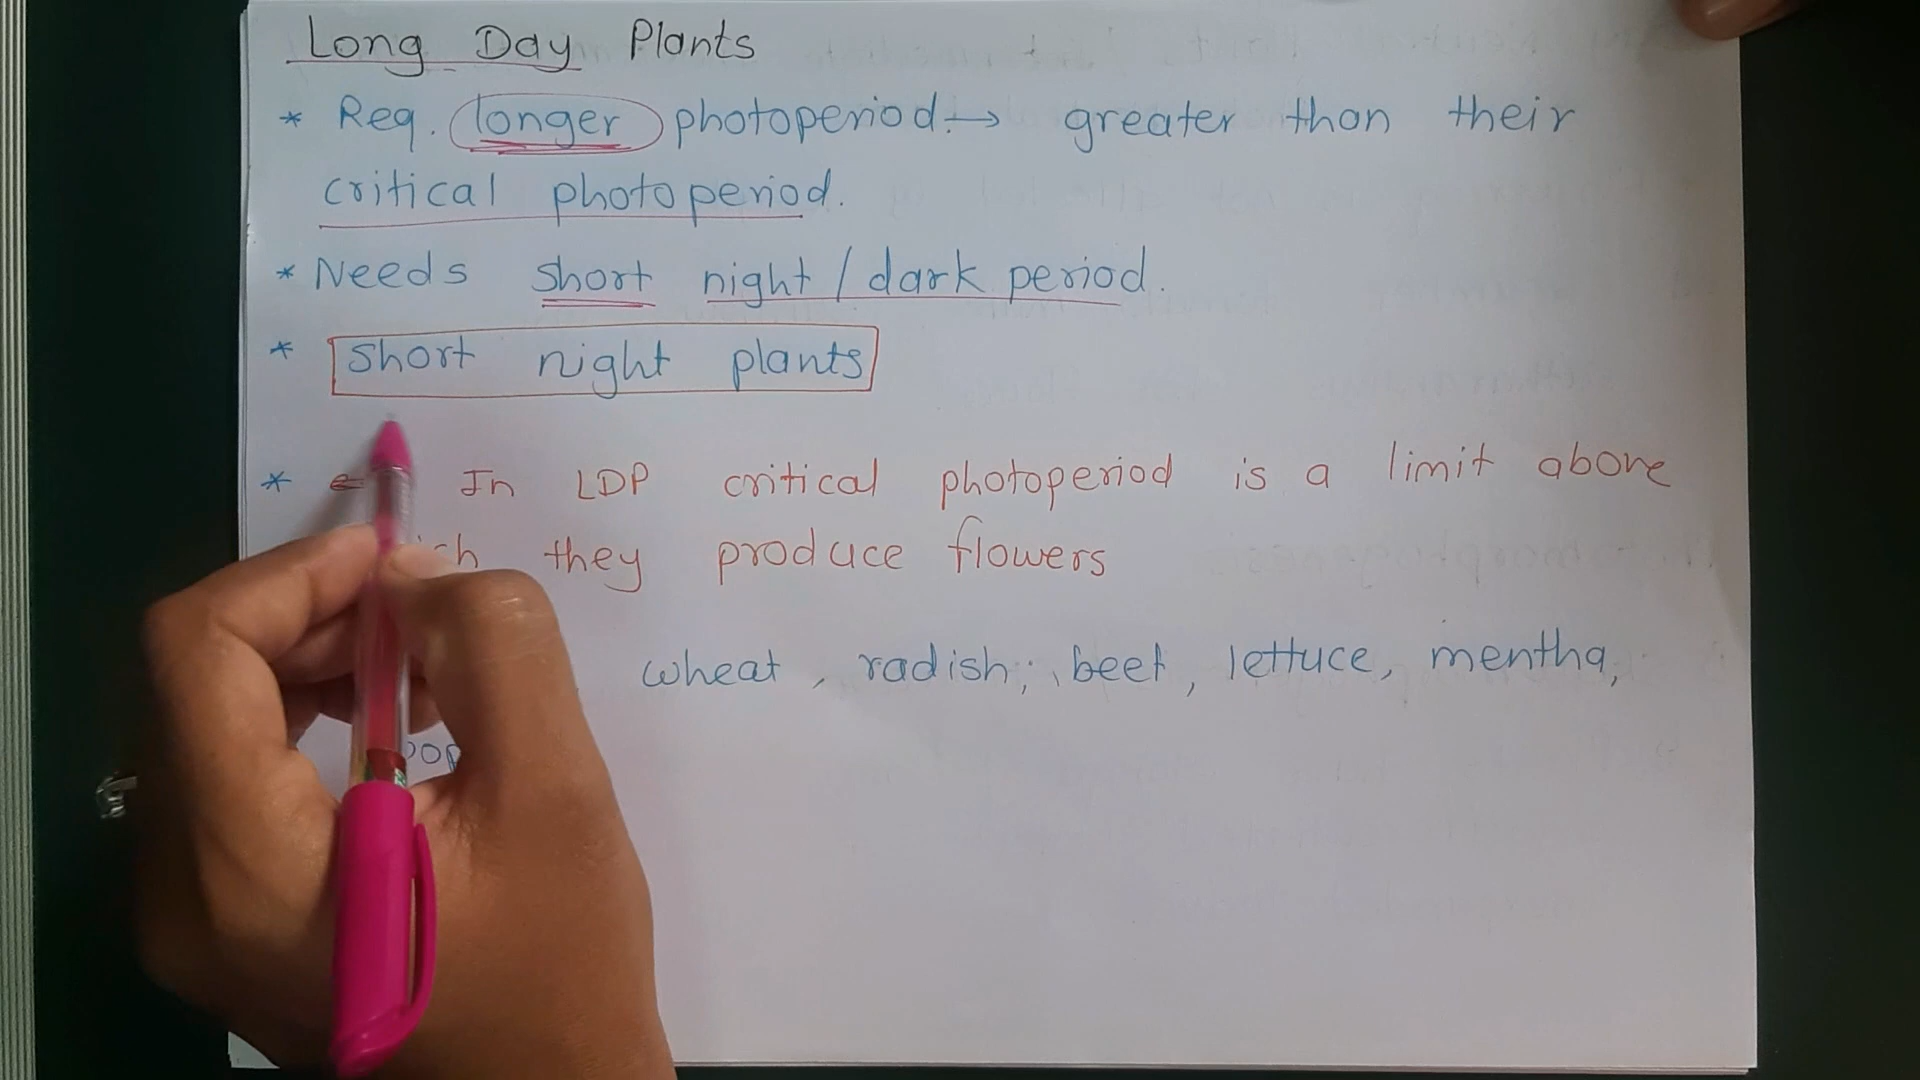 Long Day Plants
* Req. longer photoperiod. → greater than their
critical photoperiod.
* Needs short night / dark period.
* Short night plants
* In LDP critical photoperiod is a limit above
they produce flowers
wheat, radish, beet, lettuce, mentha,